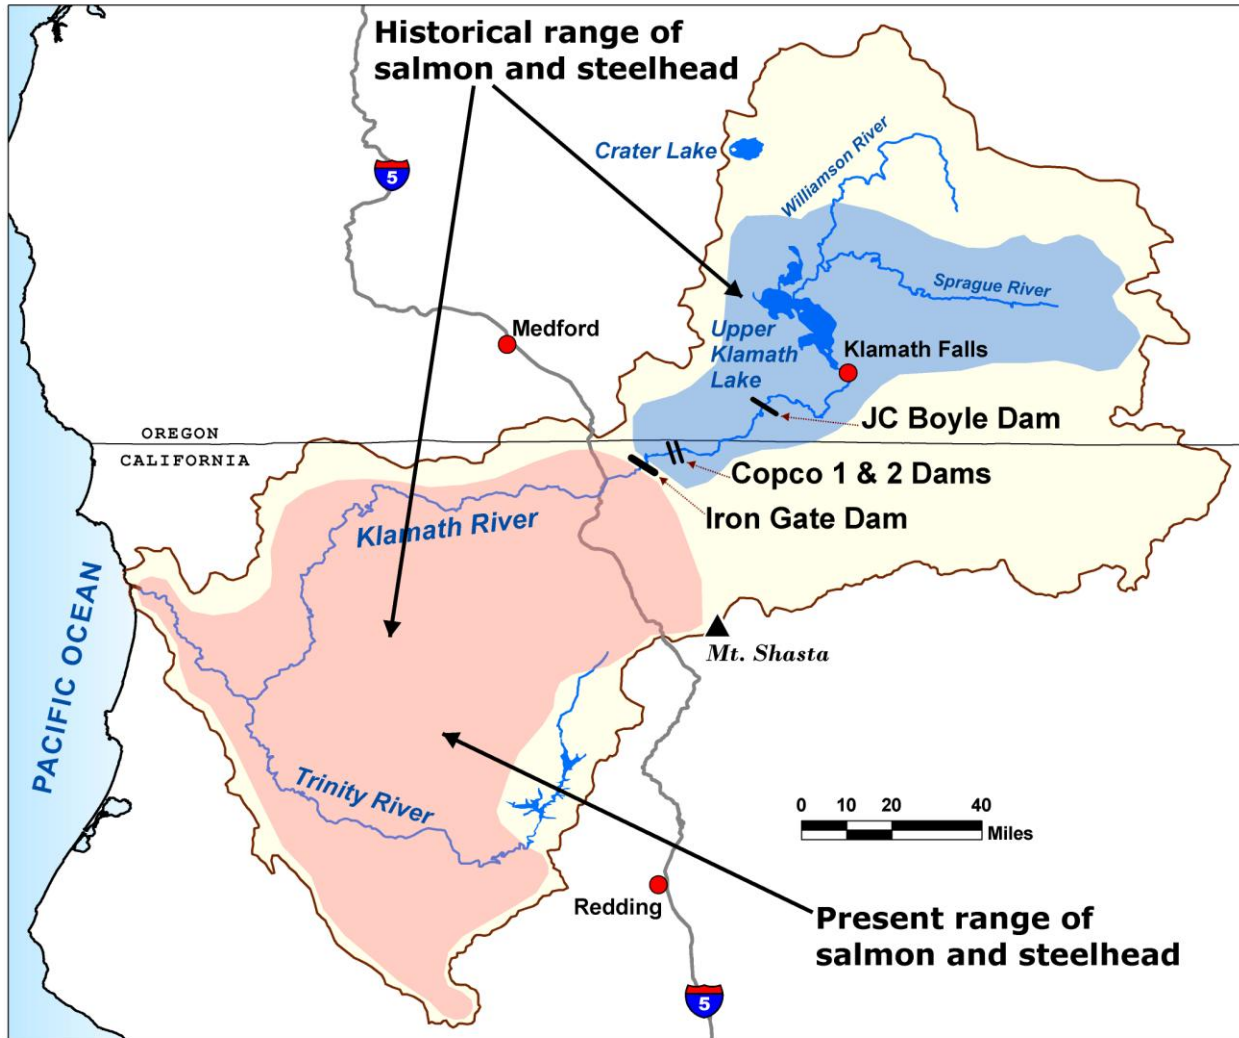 Historical range of
salmon and steelhead
5
Crater Lake
Williamson River
Sprague River
Medford
Upper
Klamath
Lake
Klamath Falls
JC Boyle Dam
OREGON
CALIFORNIA
Copco 1 & 2 Dams
Iron Gate Dam
Klamath River
PACIFIC OCEAN
Mt. Shasta
Trinity River
0 10 20 40
Miles
Redding
Present range of
salmon and steelhead
5